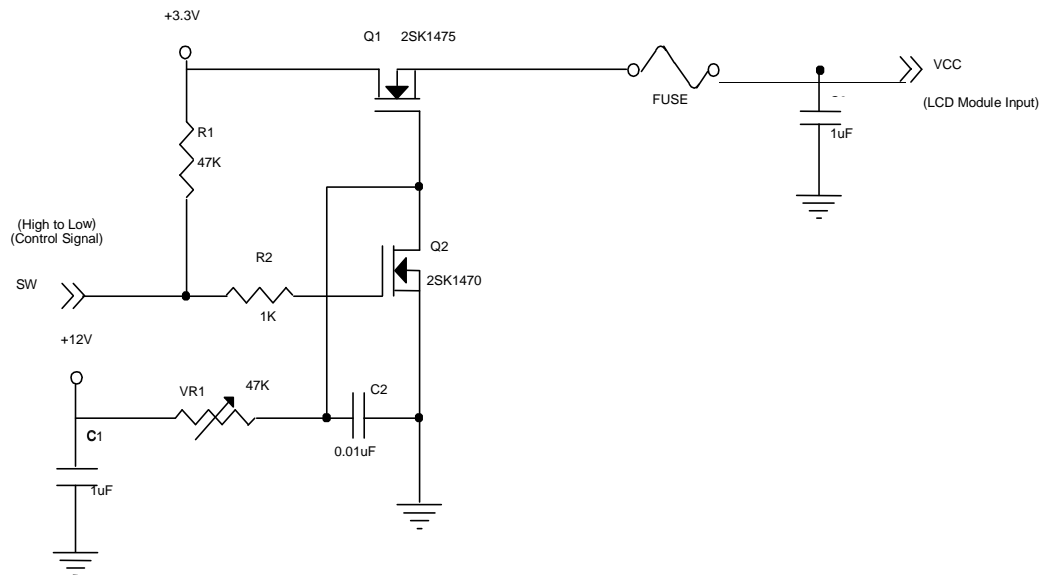 +3.3V
Q1 2SK1475
VCC
FUSE
(LCD Module Input)
R1
47K
1uF
(High to Low)
(Control Signal)
Q2
R2
2SK1470
SW
1K
+12V
VR1
47K
C2
C1
0.01uF
1uF